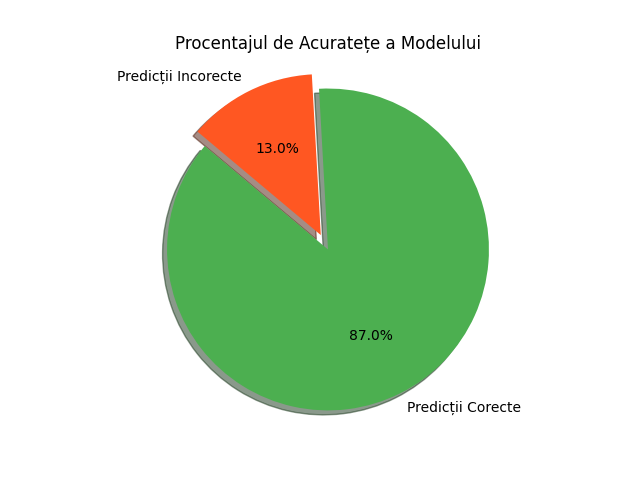 Procentajul de Acuratețe a Modelului
Predicții Incorecte
13.0%
87.0%
Predicții Corecte